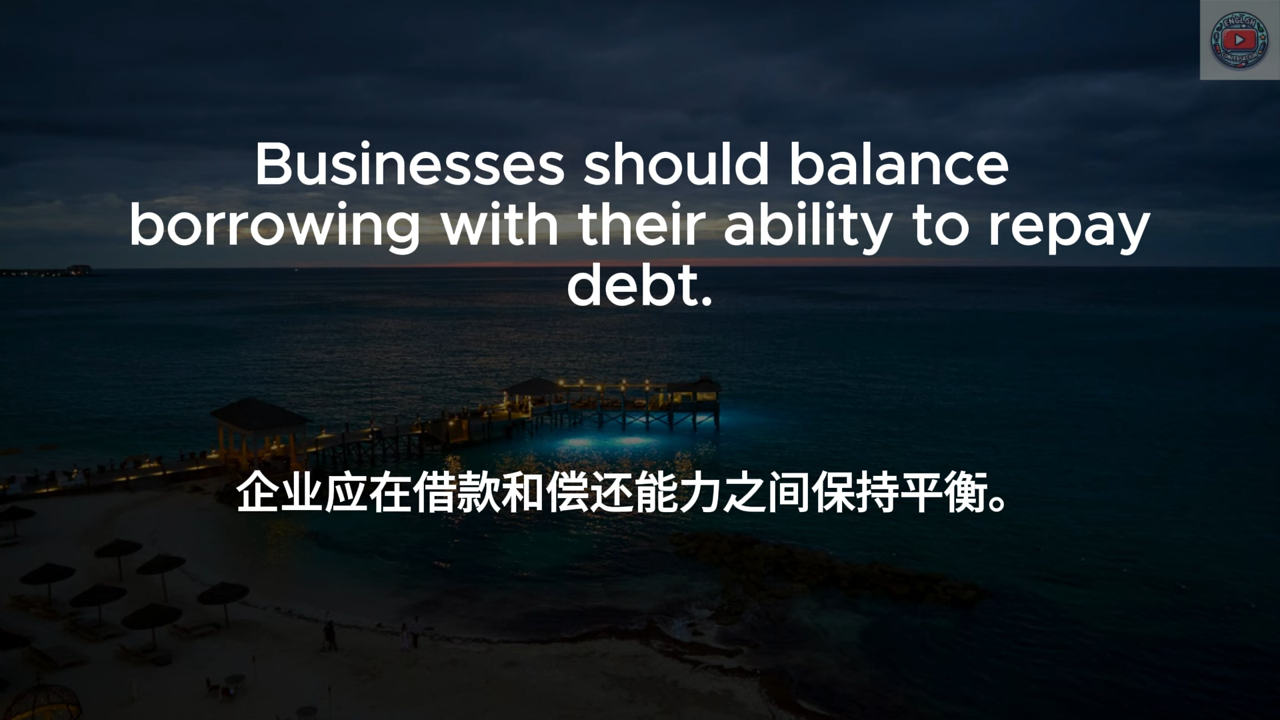 ENGLISH
Businesses should balance
borrowing with their ability to repay
debt.
企业应在借款和偿还能力之间保持平衡。